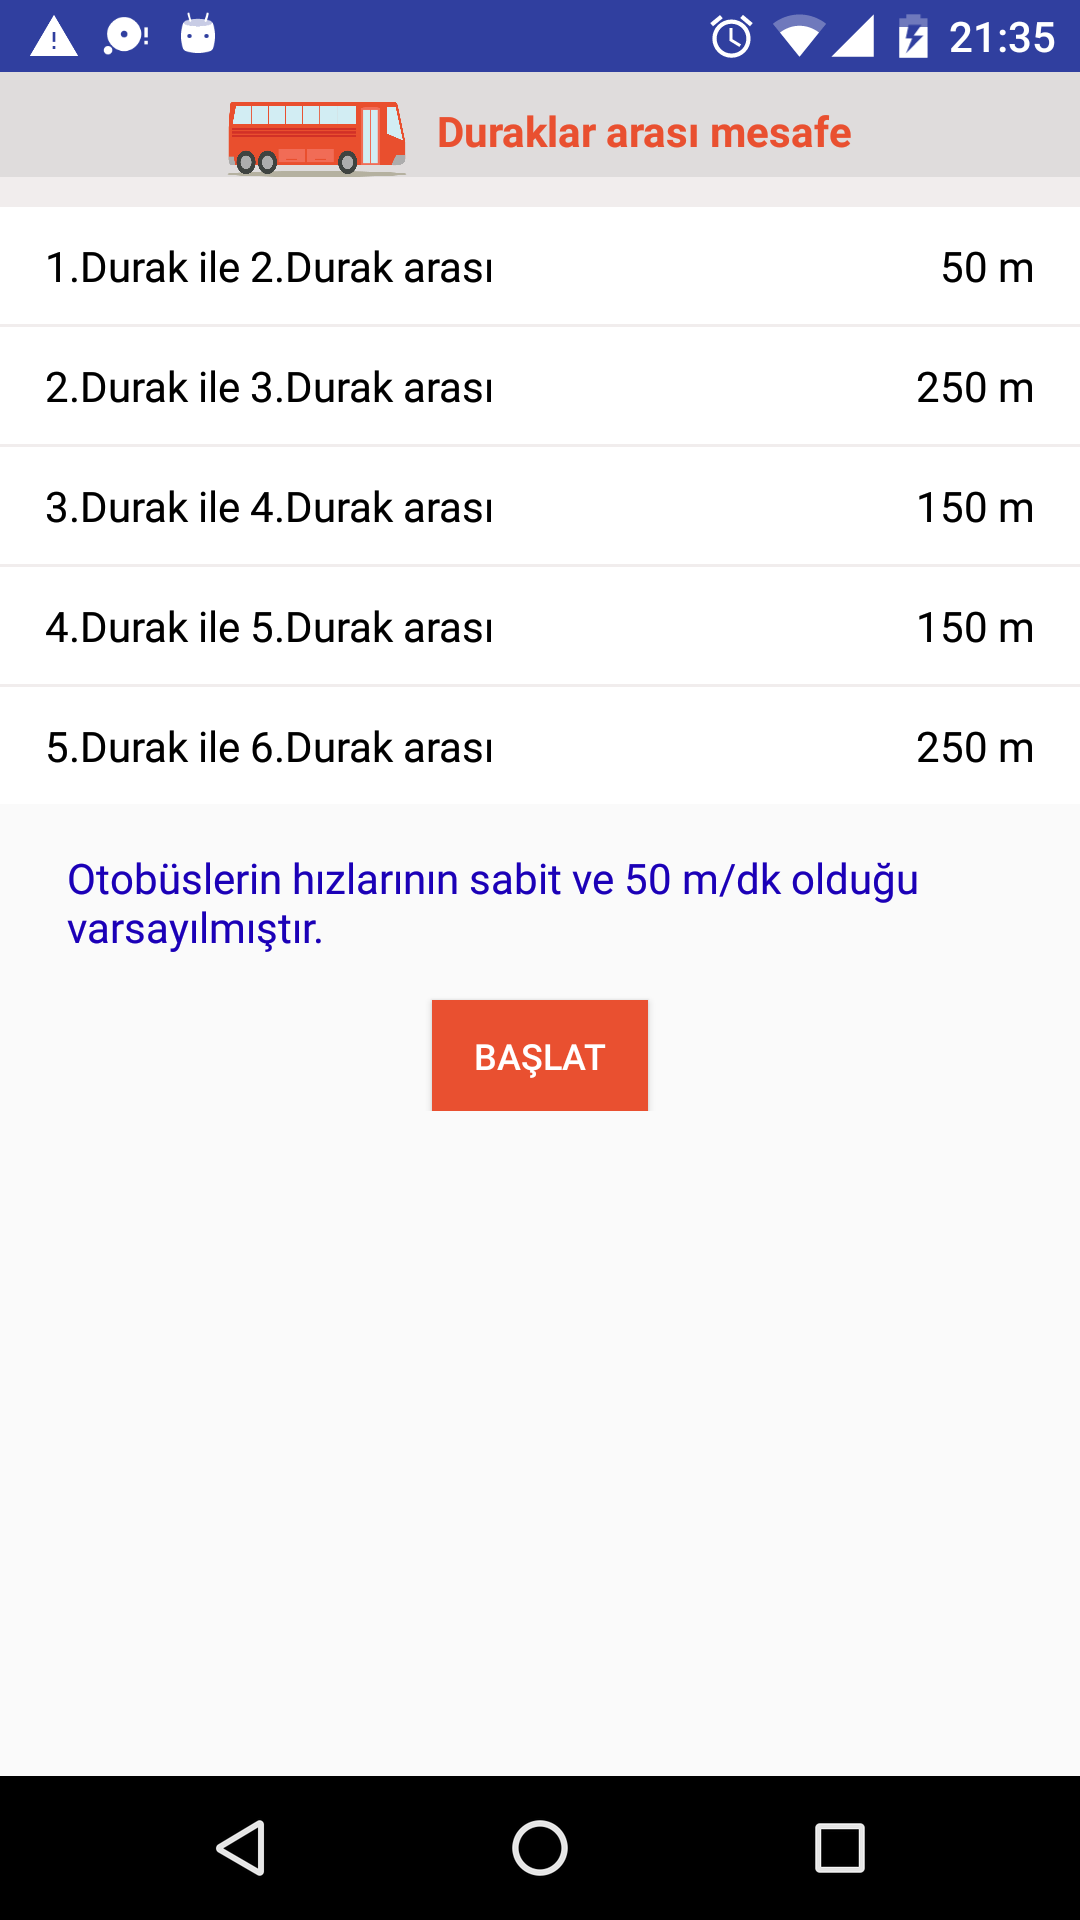 21:35
Duraklar arası mesafe
1.Durak ile 2.Durak arası 50 m
2.Durak ile 3.Durak arası 250 m
3.Durak ile 4.Durak arası 150 m
4.Durak ile 5.Durak arası 150 m
5.Durak ile 6.Durak arası 250 m
Otobüslerin hızlarının sabit ve 50 m/dk olduğu
varsayılmıştır.
BAŞLAT